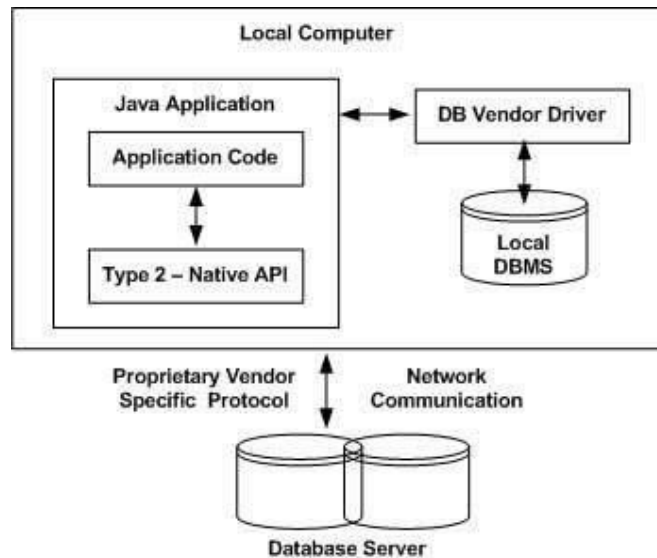 Local Computer
Java Application
Application Code
Type 2 – Native API
DB Vendor Driver
Local
DBMS
Proprietary Vendor
Specific Protocol
Network
Communication
Database Server